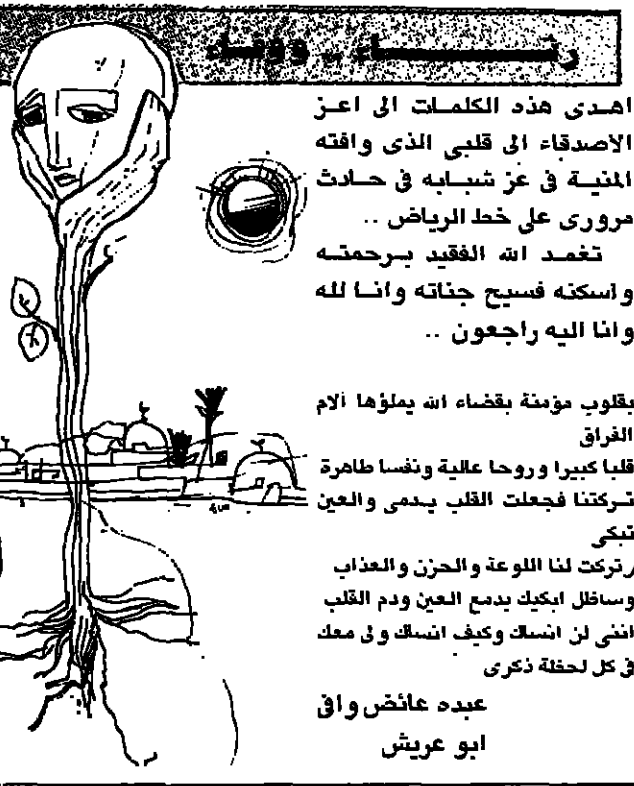 رثــاء .. ووفــاء
اهدى هذه الكلمات الى اعز
الاصدقاء الى قلبى الذى وافته
المنية فى عز شبابه فى حادث
مرورى على خط الرياض ..
تغمد الله الفقيد برحمته
واسكنه فسيح جناته وانا لله
وانا اليه راجعون ..
بقلوب مؤمنة بقضاء الله يملؤها آلام
الفراق
قلبا كبيرا وروحا عالية ونفسا طاهرة
تركتنا فجعلت القلب يدمى والعين
تبكى
وتركت لنا اللوعة والحزن والعذاب
وساظل ابكيك بدمع العين ودم القلب
اننى لن انساك وكيف انساك ولى معك
فى كل لحظة ذكرى
عبده عائض وافى
ابو عريش